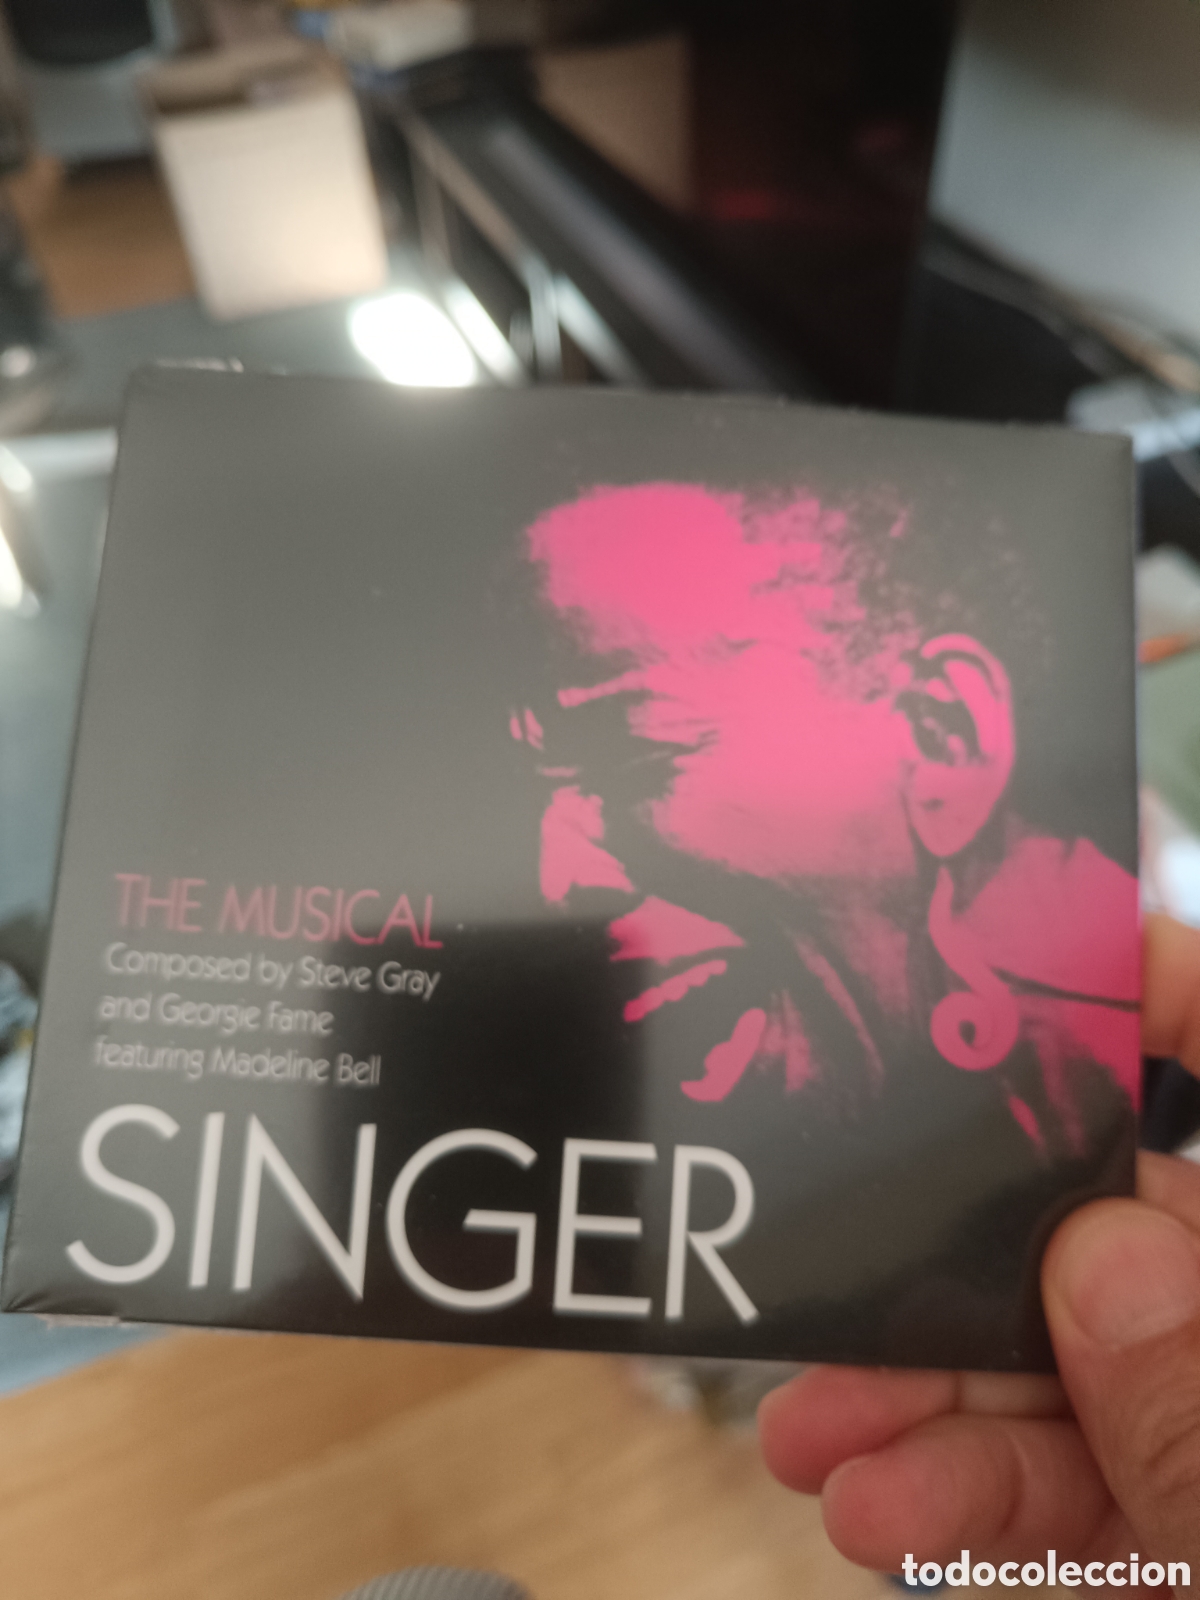 THE MUSICAL
Composed by Steve Gray
and Georgie Fame
featuring Madeline Bell
SINGER
todocoleccion